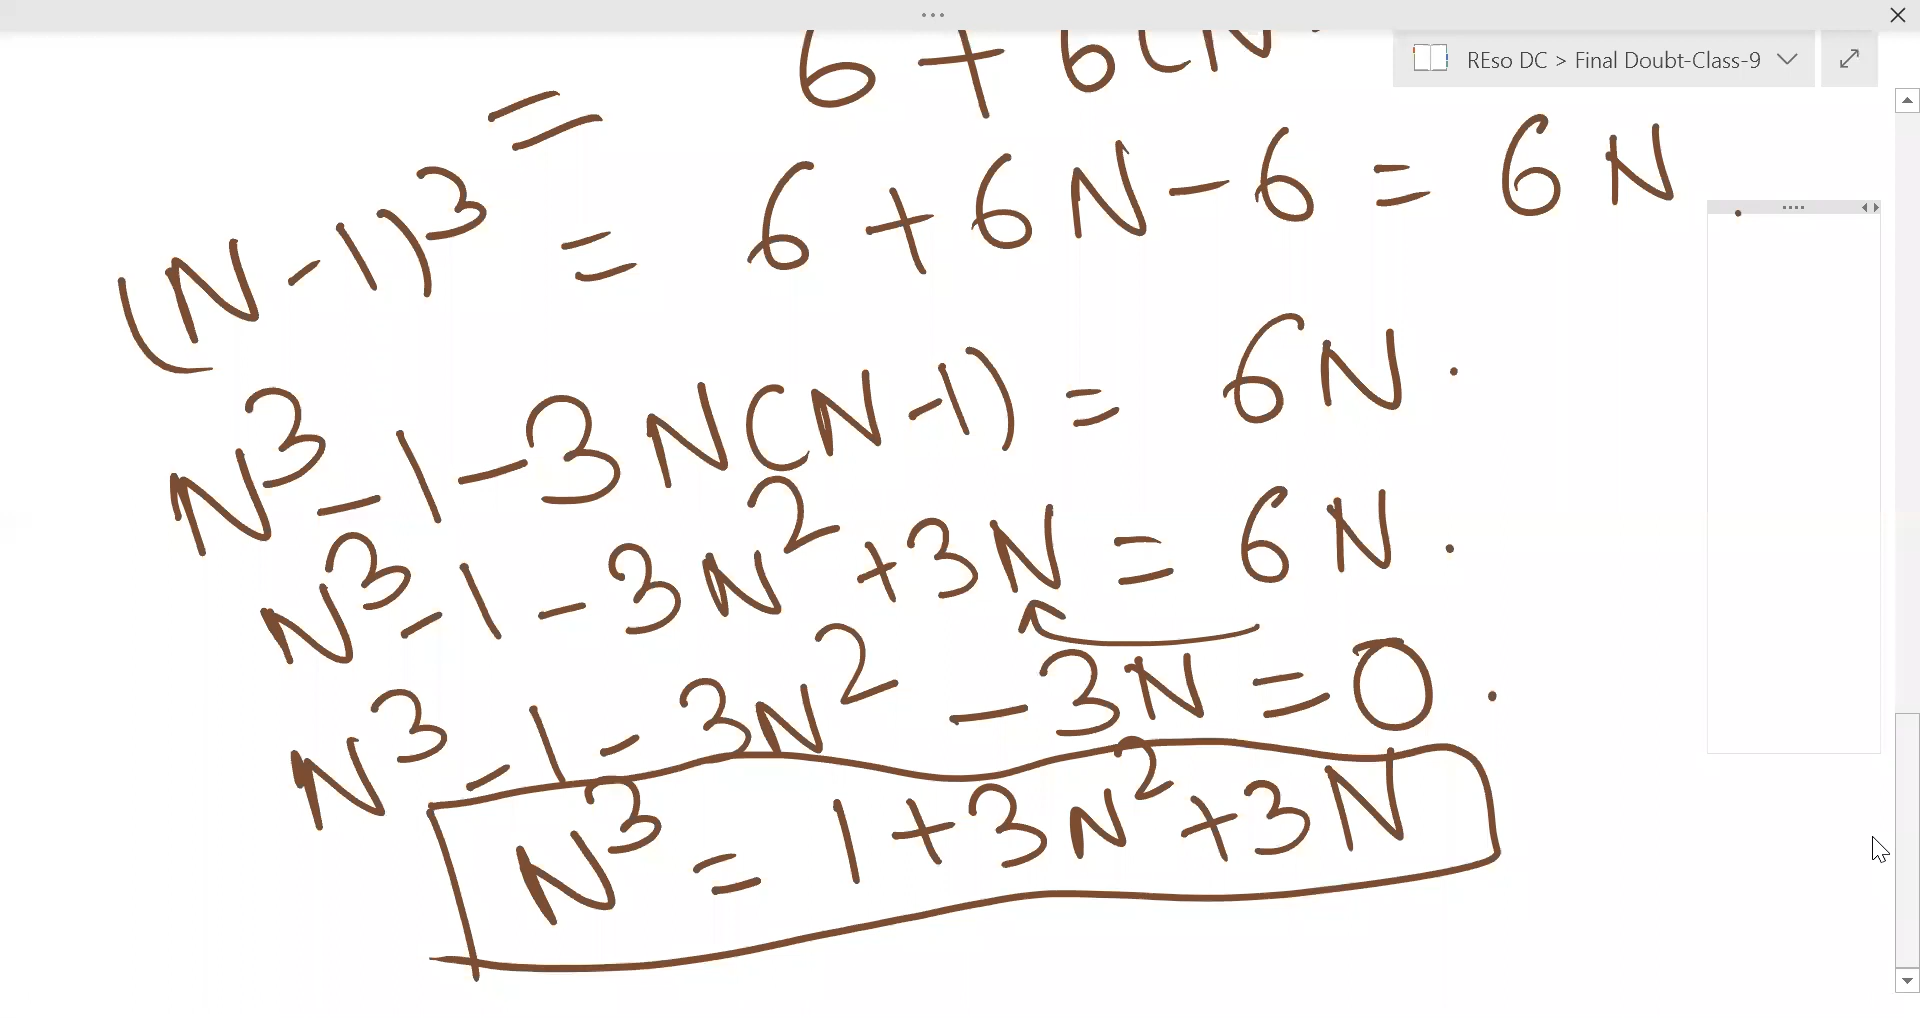 REso DC > Final Doubt-Class-9
= 6 + 6(N
(N-1)³ = 6 + 6N - 6 = 6N
N³ - 1 - 3N(N-1) = 6N.
N³ - 1 - 3N² + 3N = 6N.
N³ - 1 - 3N² - 3N = 0.
N³ = 1 + 3N² + 3N